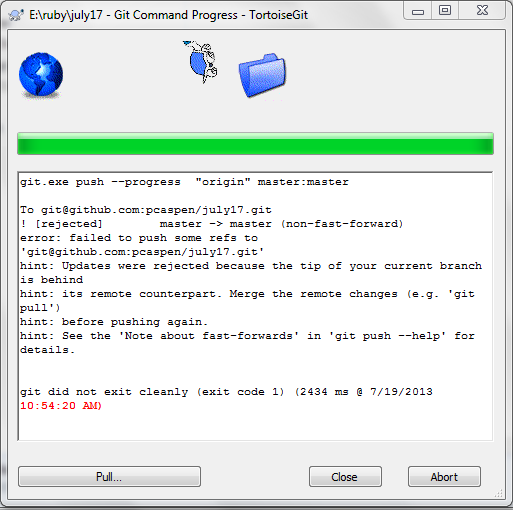 E:\ruby\july17 - Git Command Progress - TortoiseGit
git.exe push --progress  "origin" master:master
To git@github.com:pcaspen/july17.git
! [rejected]        master -> master (non-fast-forward)
error: failed to push some refs to
'git@github.com:pcaspen/july17.git'
hint: Updates were rejected because the tip of your current branch
is behind
hint: its remote counterpart. Merge the remote changes (e.g. 'git
pull')
hint: before pushing again.
hint: See the 'Note about fast-forwards' in 'git push --help' for
details.
git did not exit cleanly (exit code 1) (2434 ms @ 7/19/2013
10:54:20 AM)
Pull...
Close
Abort